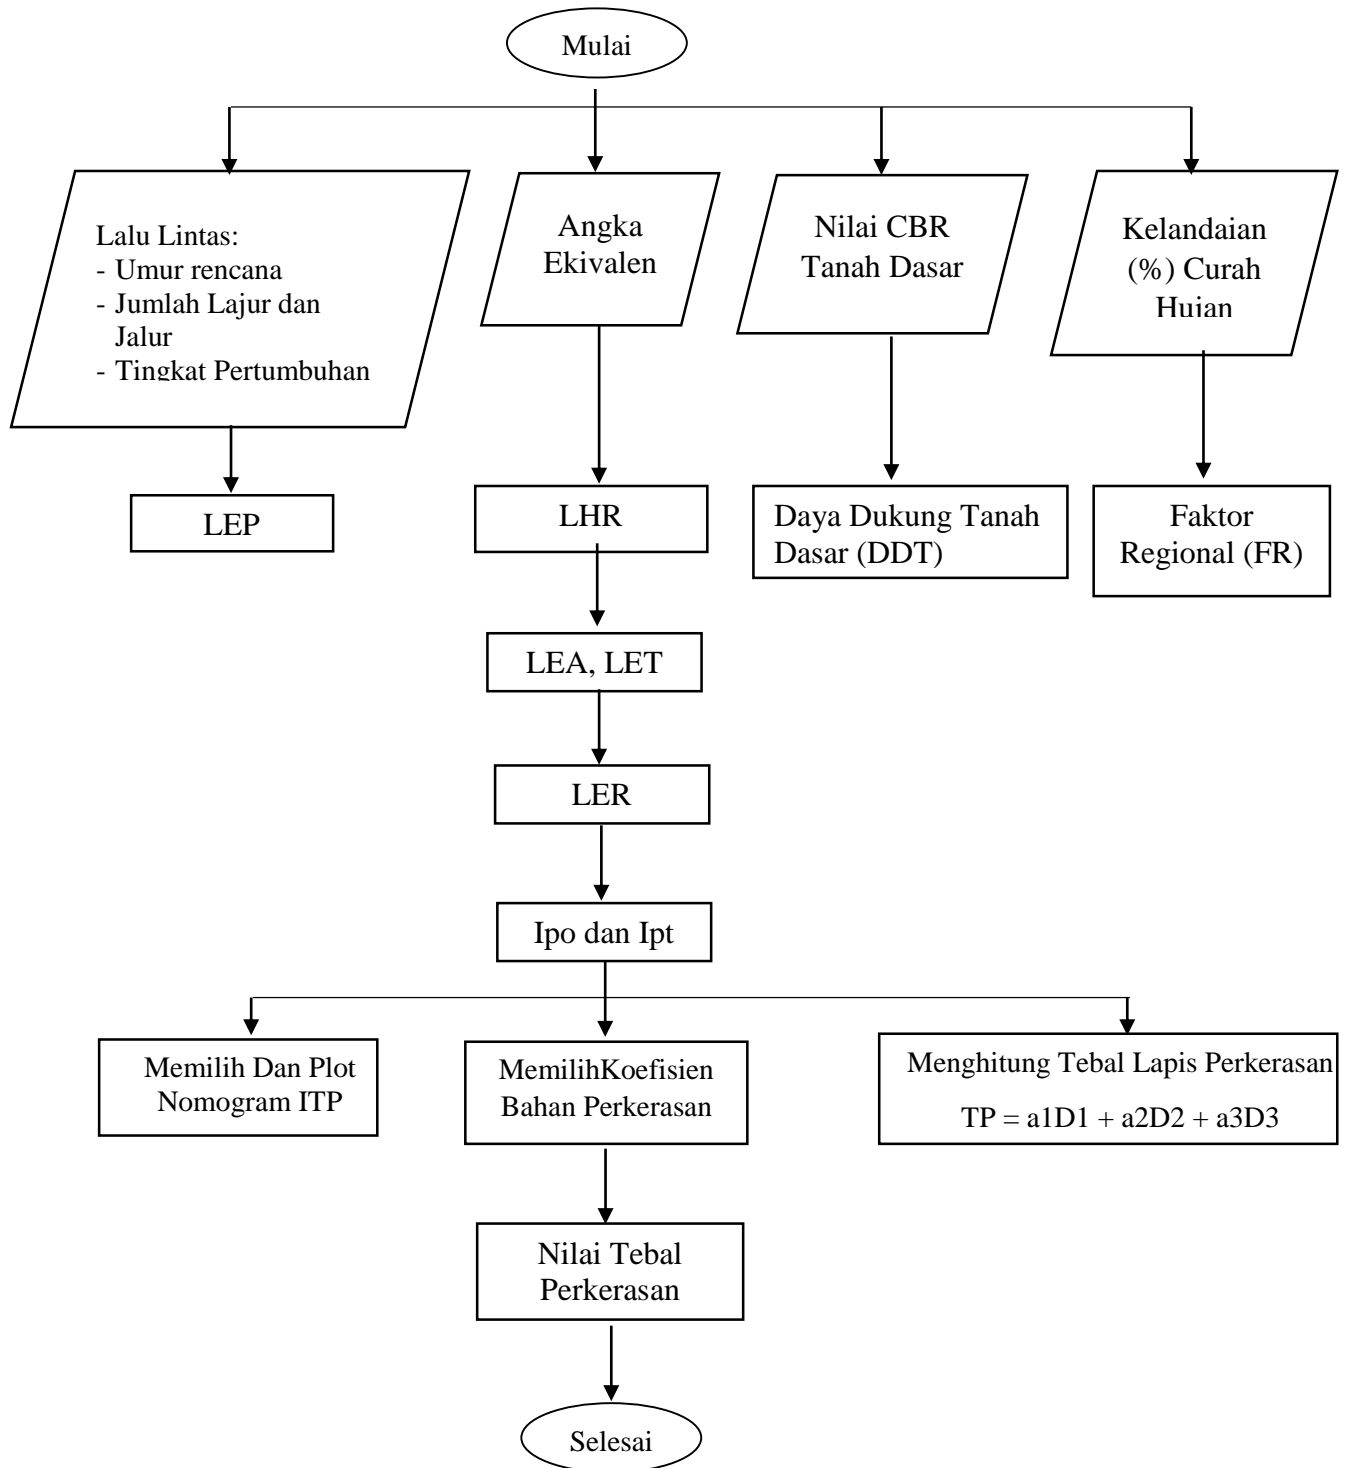 Mulai
Lalu Lintas:
- Umur rencana
- Jumlah Lajur dan
Jalur
- Tingkat Pertumbuhan
Angka
Ekivalen
Nilai CBR
Tanah Dasar
Kelandaian
(%) Curah
Hujan
LEP
LHR
Daya Dukung Tanah
Dasar (DDT)
Faktor
Regional (FR)
LEA, LET
LER
Ipo dan Ipt
Memilih Dan Plot
Nomogram ITP
MemilihKoefisien
Bahan Perkerasan
Menghitung Tebal Lapis Perkerasan
TP = a1D1 + a2D2 + a3D3
Nilai Tebal
Perkerasan
Selesai